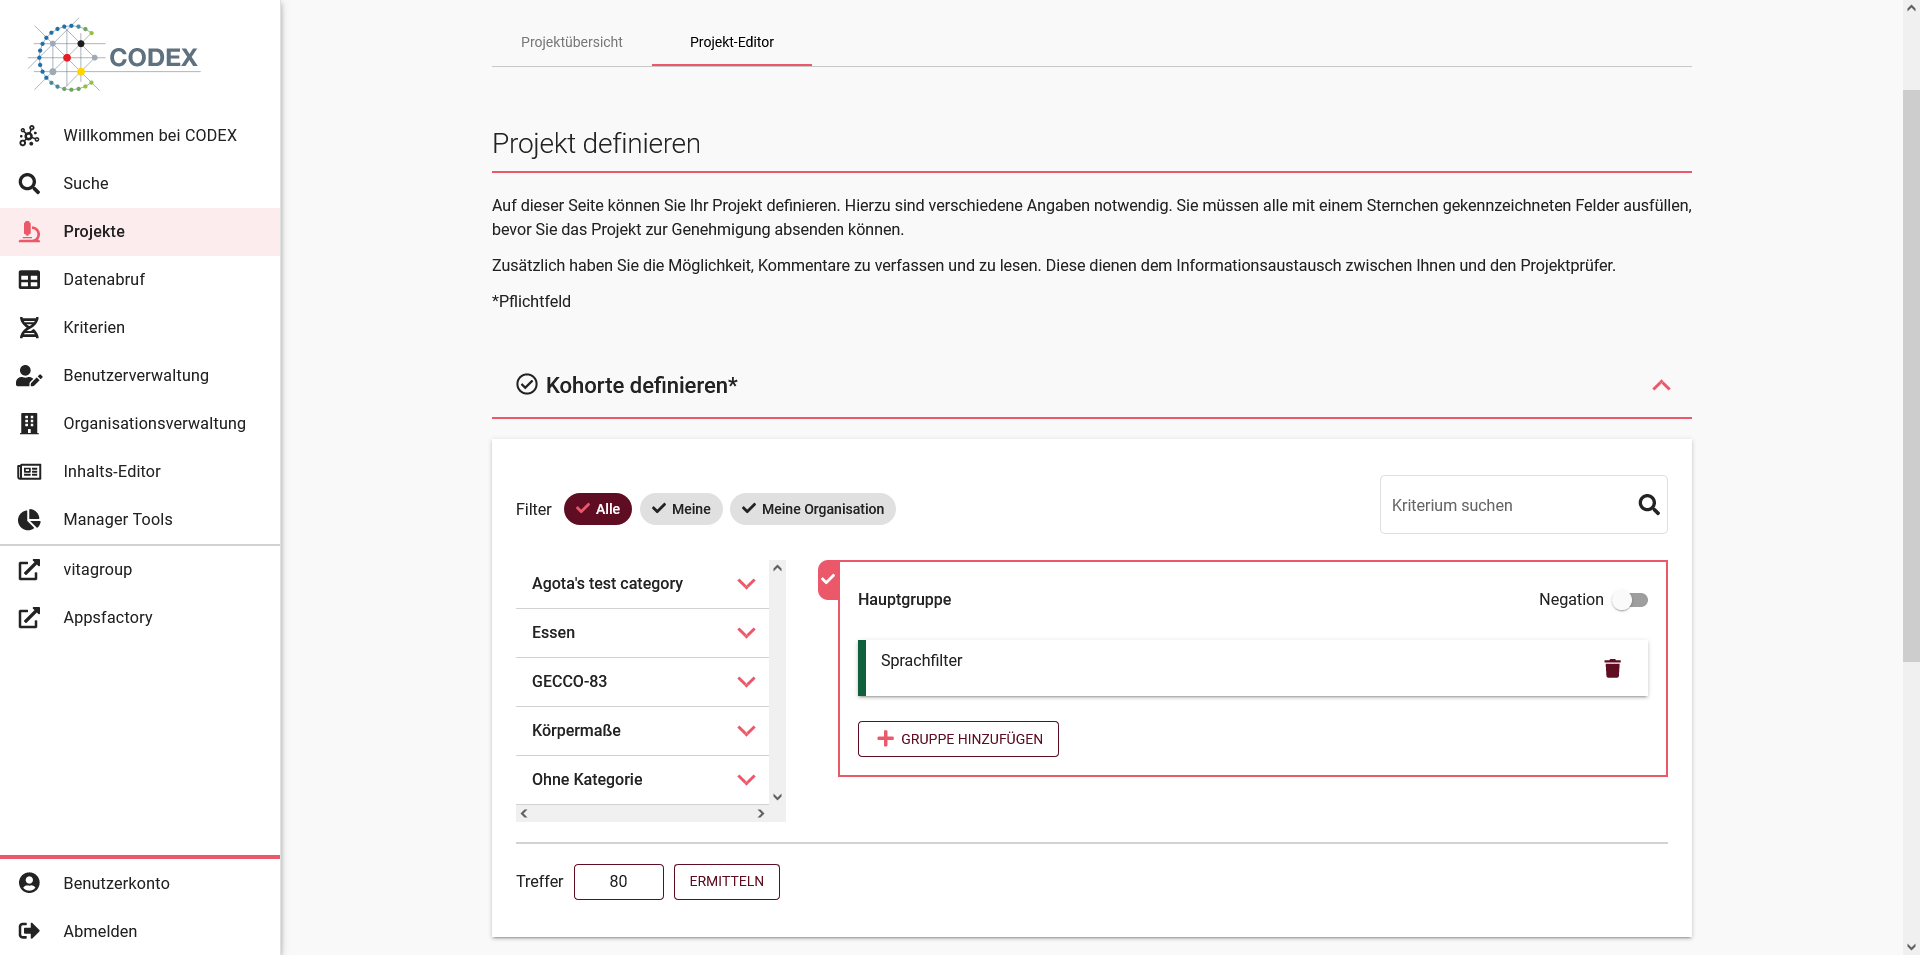 CODEX
Willkommen bei CODEX
Suche
Projekte
Datenabruf
Kriterien
Benutzerverwaltung
Organisationsverwaltung
Inhalts-Editor
Manager Tools
vitagroup
Appsfactory
Benutzerkonto
Abmelden
Projektübersicht
Projekt-Editor
Projekt definieren
Auf dieser Seite können Sie Ihr Projekt definieren. Hierzu sind verschiedene Angaben notwendig. Sie müssen alle mit einem Sternchen gekennzeichneten Felder ausfüllen,
bevor Sie das Projekt zur Genehmigung absenden können.
Zusätzlich haben Sie die Möglichkeit, Kommentare zu verfassen und zu lesen. Diese dienen dem Informationsaustausch zwischen Ihnen und den Projektprüfer.
*Pflichtfeld
Kohorte definieren*
Filter Alle Meine Meine Organisation
Kriterium suchen
Agota's test category
Essen
GECCO-83
Körpermaße
Ohne Kategorie
Hauptgruppe
Negation
Sprachfilter
GRUPPE HINZUFÜGEN
Treffer 80 ERMITTELN